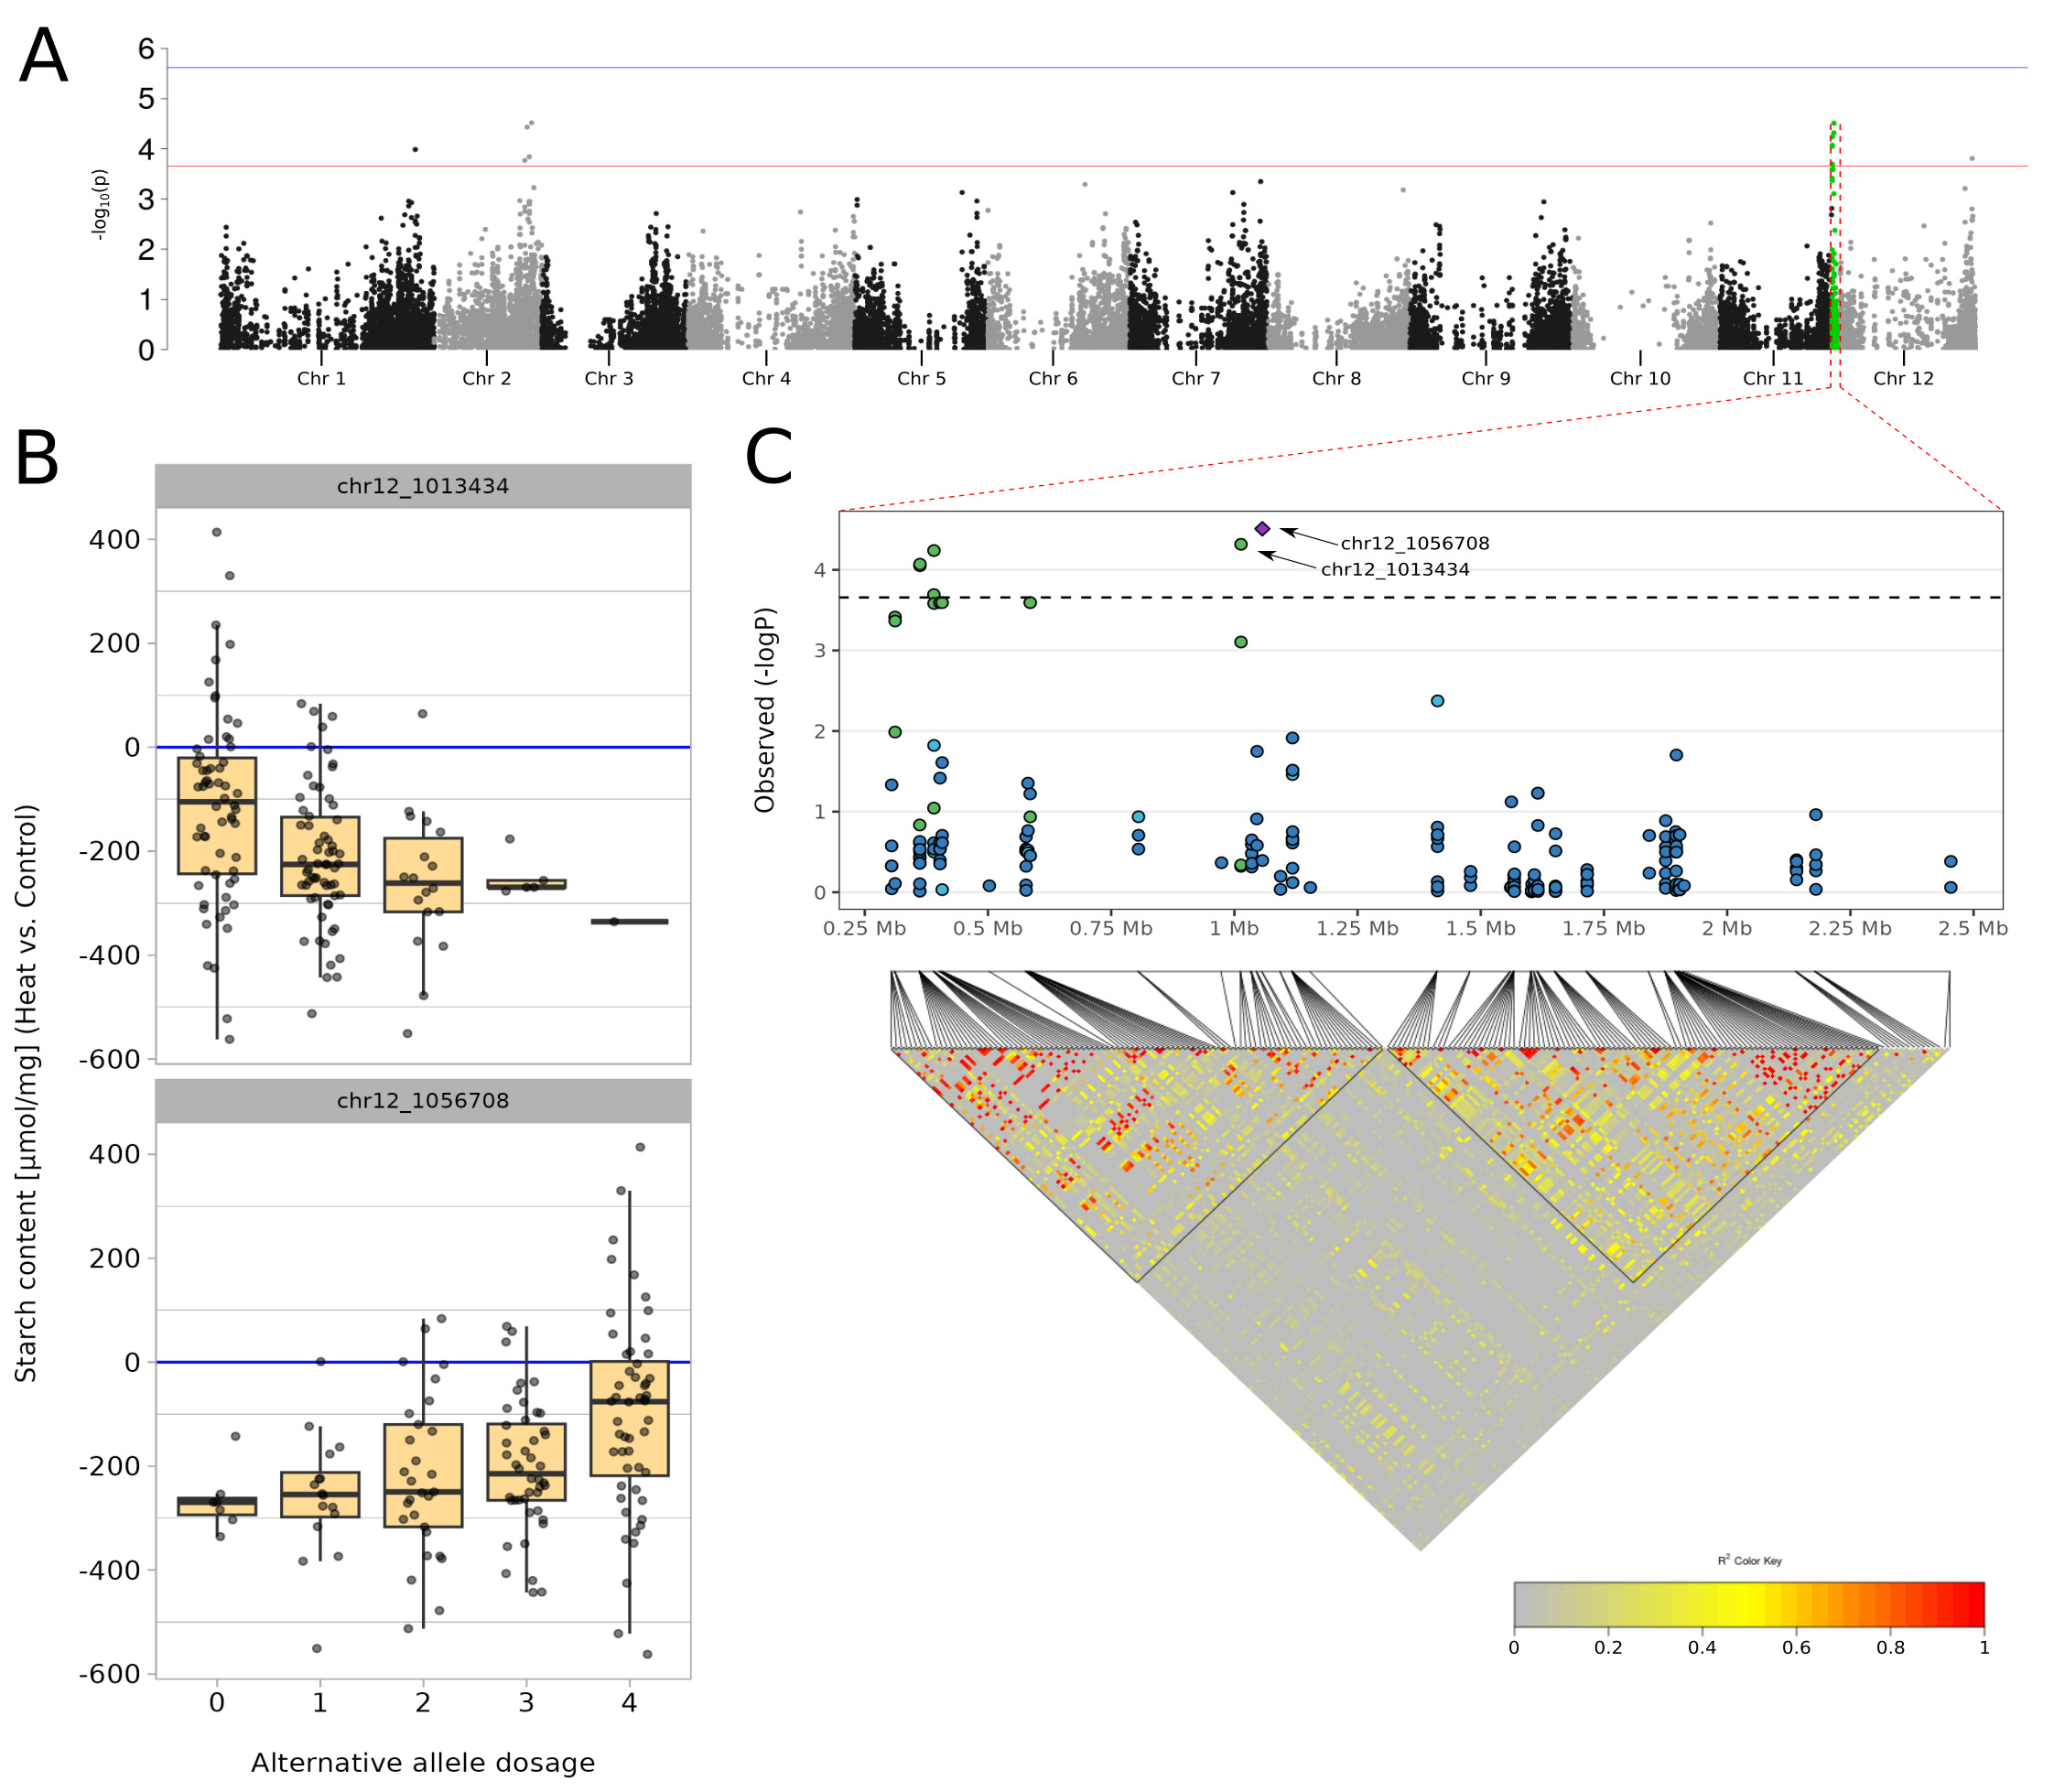 A
6
5
4
3
2
1
0
-log10(p)
Chr 1
Chr 2
Chr 3
Chr 4
Chr 5
Chr 6
Chr 7
Chr 8
Chr 9
Chr 10
Chr 11
Chr 12
B
Starch content [µmol/mg] (Heat vs. Control)
chr12_1013434
400
200
0
-200
-400
-600
chr12_1056708
400
200
0
-200
-400
-600
0
1
2
3
4
Alternative allele dosage
C
Observed (-logP)
4
3
2
1
0
chr12_1056708
chr12_1013434
0.25 Mb
0.5 Mb
0.75 Mb
1 Mb
1.25 Mb
1.5 Mb
1.75 Mb
2 Mb
2.25 Mb
2.5 Mb
R2 Color Key
0
0.2
0.4
0.6
0.8
1